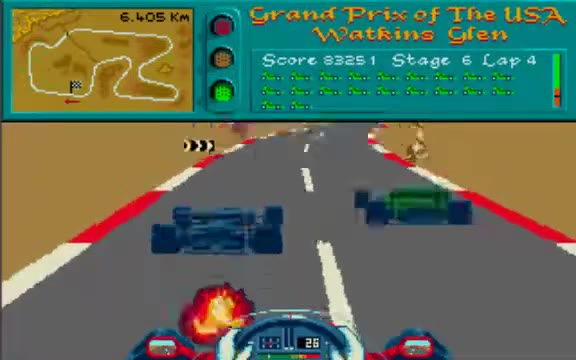 6.405 Km
Grand Prix of The USA
Watkins Glen
Score 83251 Stage 6 Lap 4
26